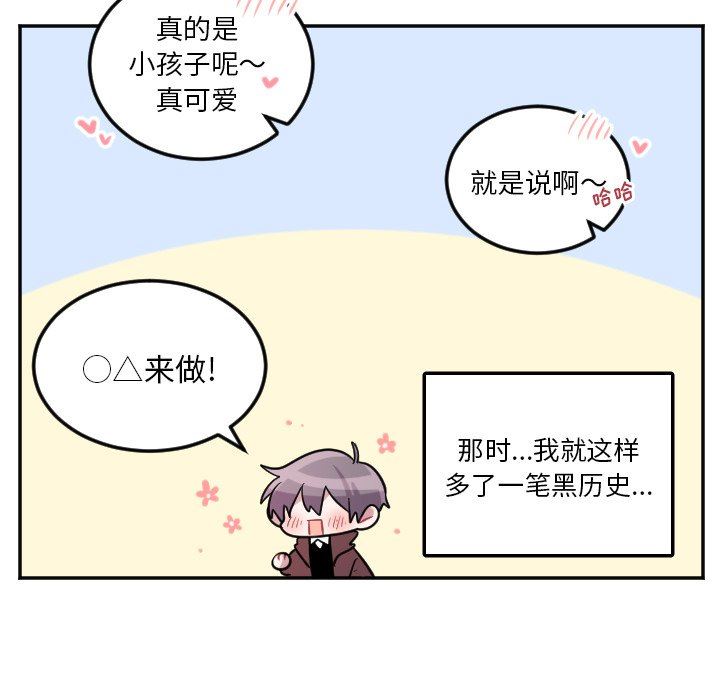 真的是
小孩子呢～
真可爱
就是说啊～
哈哈
○△来做!
那时...我就这样
多了一笔黑历史...